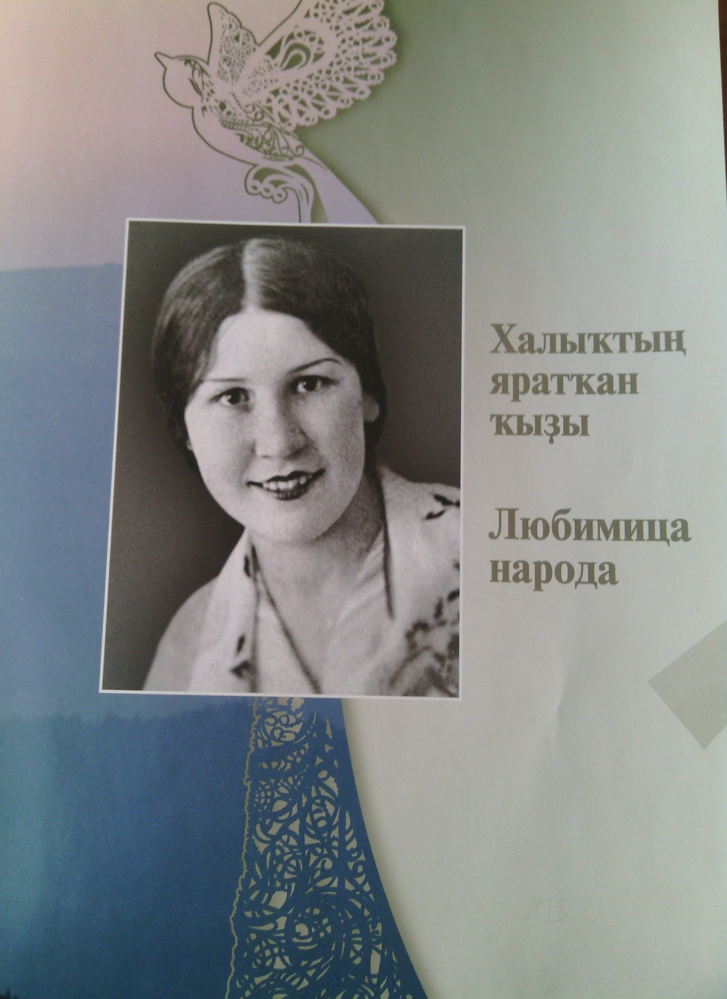 Халыҡтың
яратҡан
ҡыҙы
Любимица
народа